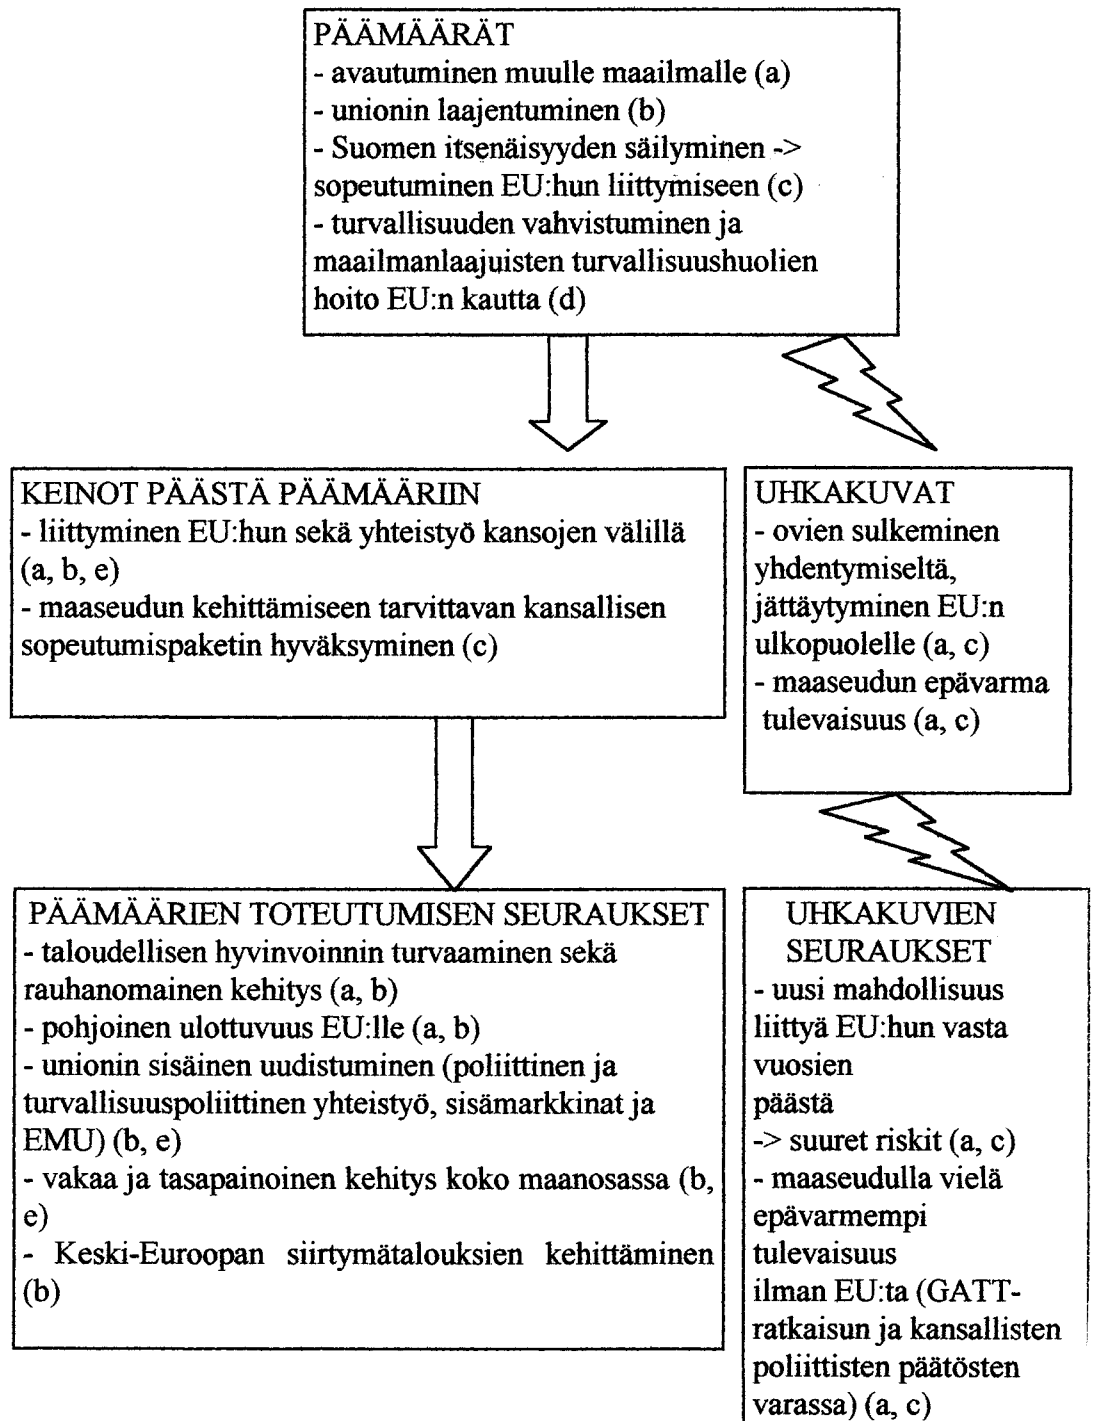 PÄÄMÄÄRÄT
- avautuminen muulle maailmalle (a)
- unionin laajentuminen (b)
- Suomen itsenäisyyden säilyminen ->
sopeutuminen EU:hun liittymiseen (c)
- turvallisuuden vahvistuminen ja
maailmanlaajuisten turvallisuushuolien
hoito EU:n kautta (d)
KEINOT PÄÄSTÄ PÄÄMÄÄRIIN
- liittyminen EU:hun sekä yhteistyö kansojen välillä
(a, b, e)
- maaseudun kehittämiseen tarvittavan kansallisen
sopeutumispaketin hyväksyminen (c)
UHKAKUVAT
- ovien sulkeminen
yhdentymiseltä,
jättäytyminen EU:n
ulkopuolelle (a, c)
- maaseudun epävarma
tulevaisuus (a, c)
PÄÄMÄÄRIEN TOTEUTUMISEN SEURAUKSET
- taloudellisen hyvinvoinnin turvaaminen sekä
rauhanomainen kehitys (a, b)
- pohjoinen ulottuvuus EU:lle (a, b)
- unionin sisäinen uudistuminen (poliittinen ja
turvallisuuspoliittinen yhteistyö, sisämarkkinat ja
EMU) (b, e)
- vakaa ja tasapainoinen kehitys koko maanosassa (b,
e)
- Keski-Euroopan siirtymätalouksien kehittäminen
(b)
UHKAKUVIEN
SEURAUKSET
- uusi mahdollisuus
liittyä EU:hun vasta
vuosien
päästä
-> suuret riskit (a, c)
- maaseudulla vielä
epävarmempi
tulevaisuus
ilman EU:ta (GATT-
ratkaisun ja kansallisten
poliittisten päätösten
varassa) (a, c)